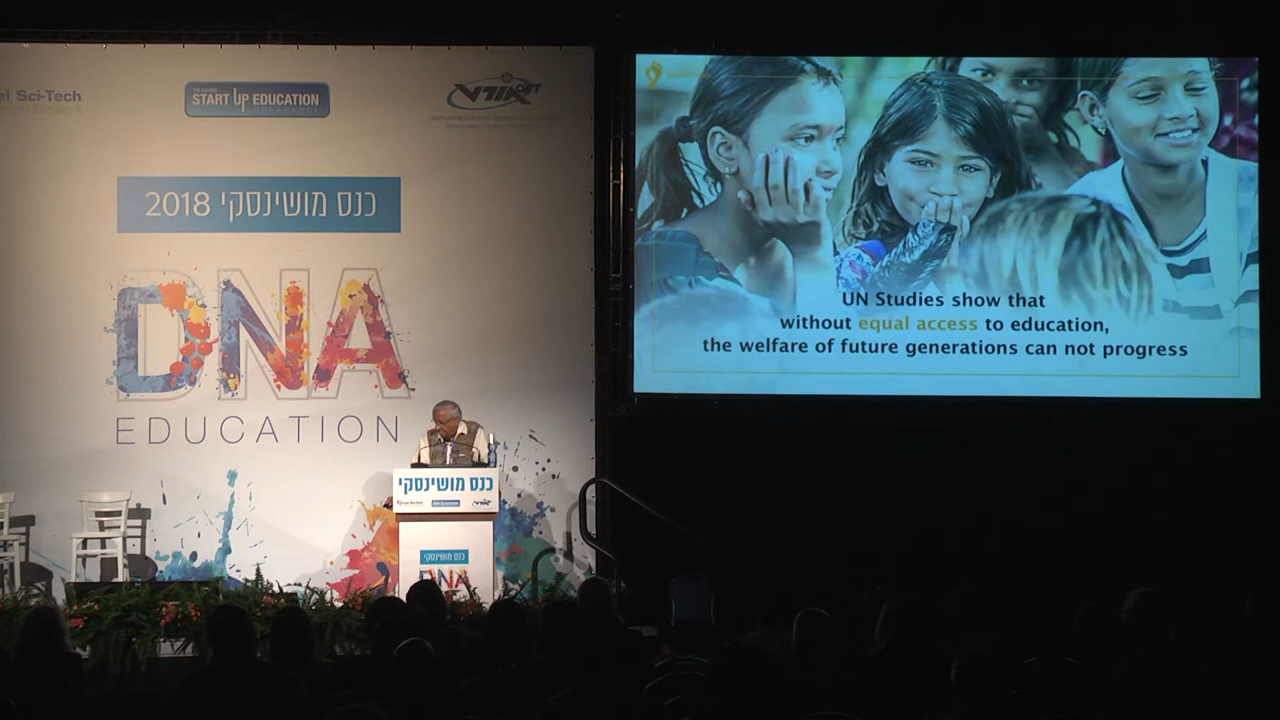 el Sci-Tech
START UP EDUCATION
CONFERENCE
כנס מושינסקי 2018
DNA
EDUCATION
כנס מושינסקי
כנס מושינסקי
DNA
UN Studies show that
without equal access to education,
the welfare of future generations can not progress